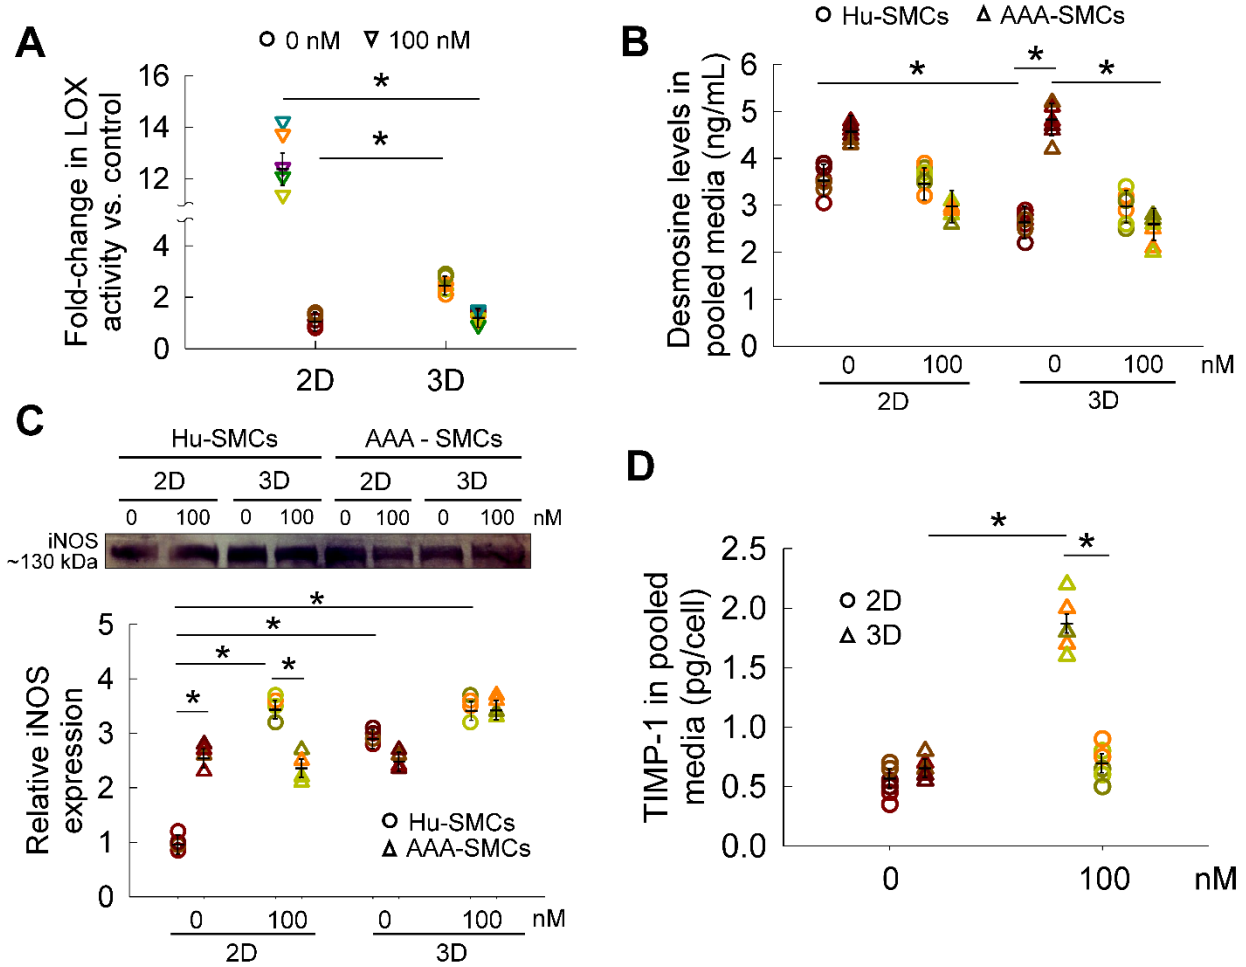 A
○ 0 nM ▽ 100 nM
Fold-change in LOX
activity vs. control
16
14
12
4
2
0
*
*
2D 3D
B
○ Hu-SMCs △ AAA-SMCs
Desmosine levels in
pooled media (ng/mL)
6
5
4
3
2
1
0
* * *
0 100 0 100 nM
2D 3D
C
Hu-SMCs AAA - SMCs
2D 3D 2D 3D
0 100 0 100 0 100 0 100 nM
iNOS
~130 kDa
Relative iNOS
expression
5
4
3
2
1
0
*
*
* *
*
○ Hu-SMCs
△ AAA-SMCs
0 100 0 100 nM
2D 3D
D
TIMP-1 in pooled
media (pg/cell)
2.5
2.0
1.5
1.0
0.5
0.0
* *
○ 2D
△ 3D
0 100 nM